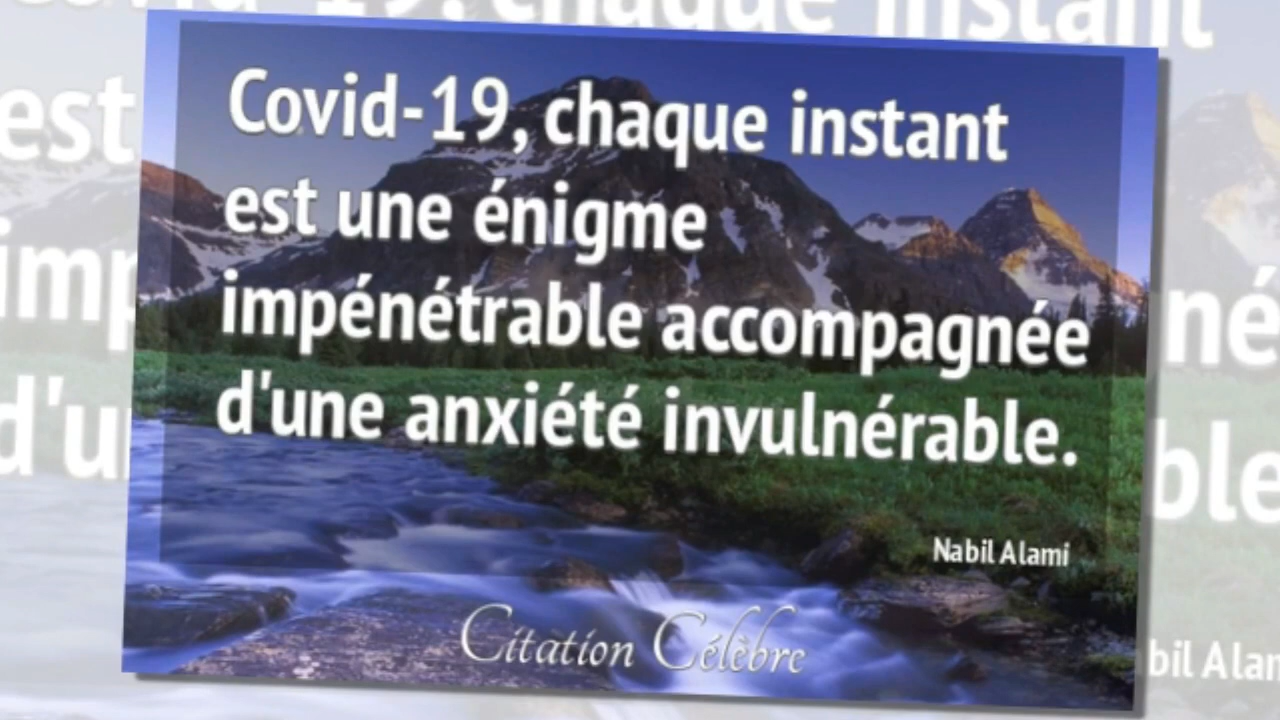 Covid-19, chaque instant
est une énigme
impénétrable accompagnée
d'une anxiété invulnérable.
Nabil Alami
Citation Célèbre